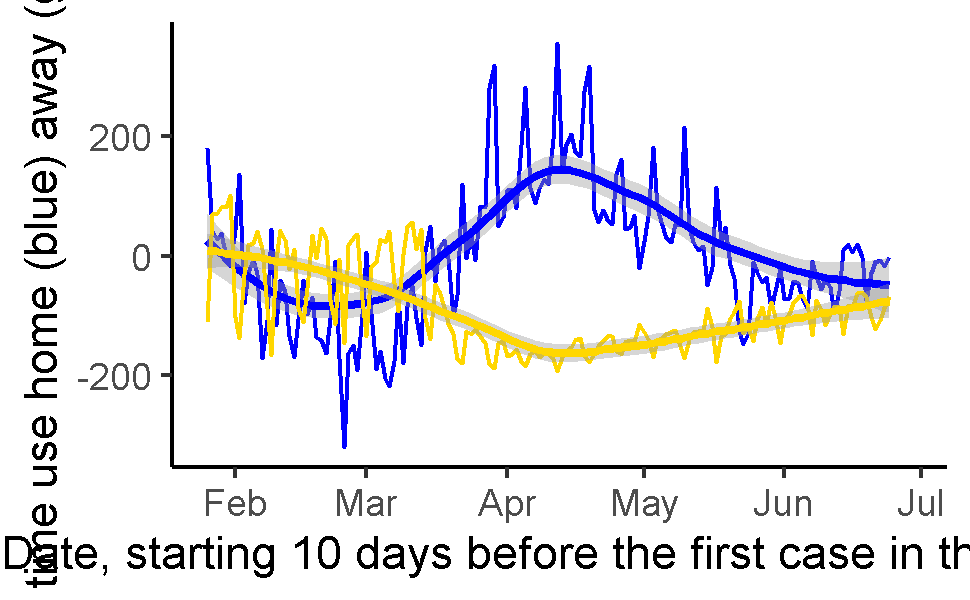 time use home (blue) away (
200
0
-200
Feb Mar Apr May Jun Jul
Date, starting 10 days before the first case in th